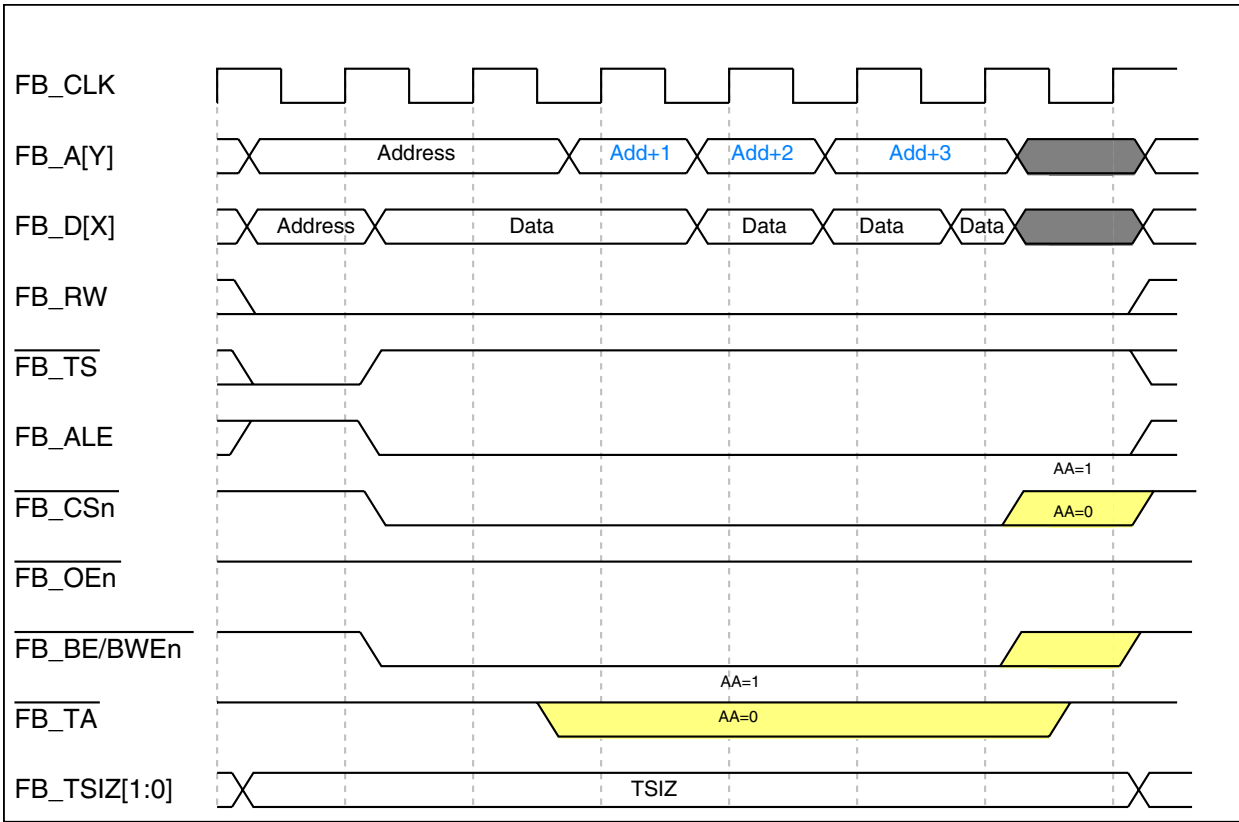 FB_CLK
FB_A[Y] Address Add+1 Add+2 Add+3
FB_D[X] Address Data Data Data Data
FB_RW
FB_TS
FB_ALE
AA=1
FB_CSn AA=0
FB_OEn
FB_BE/BWEn
AA=1
FB_TA AA=0
FB_TSIZ[1:0] TSIZ